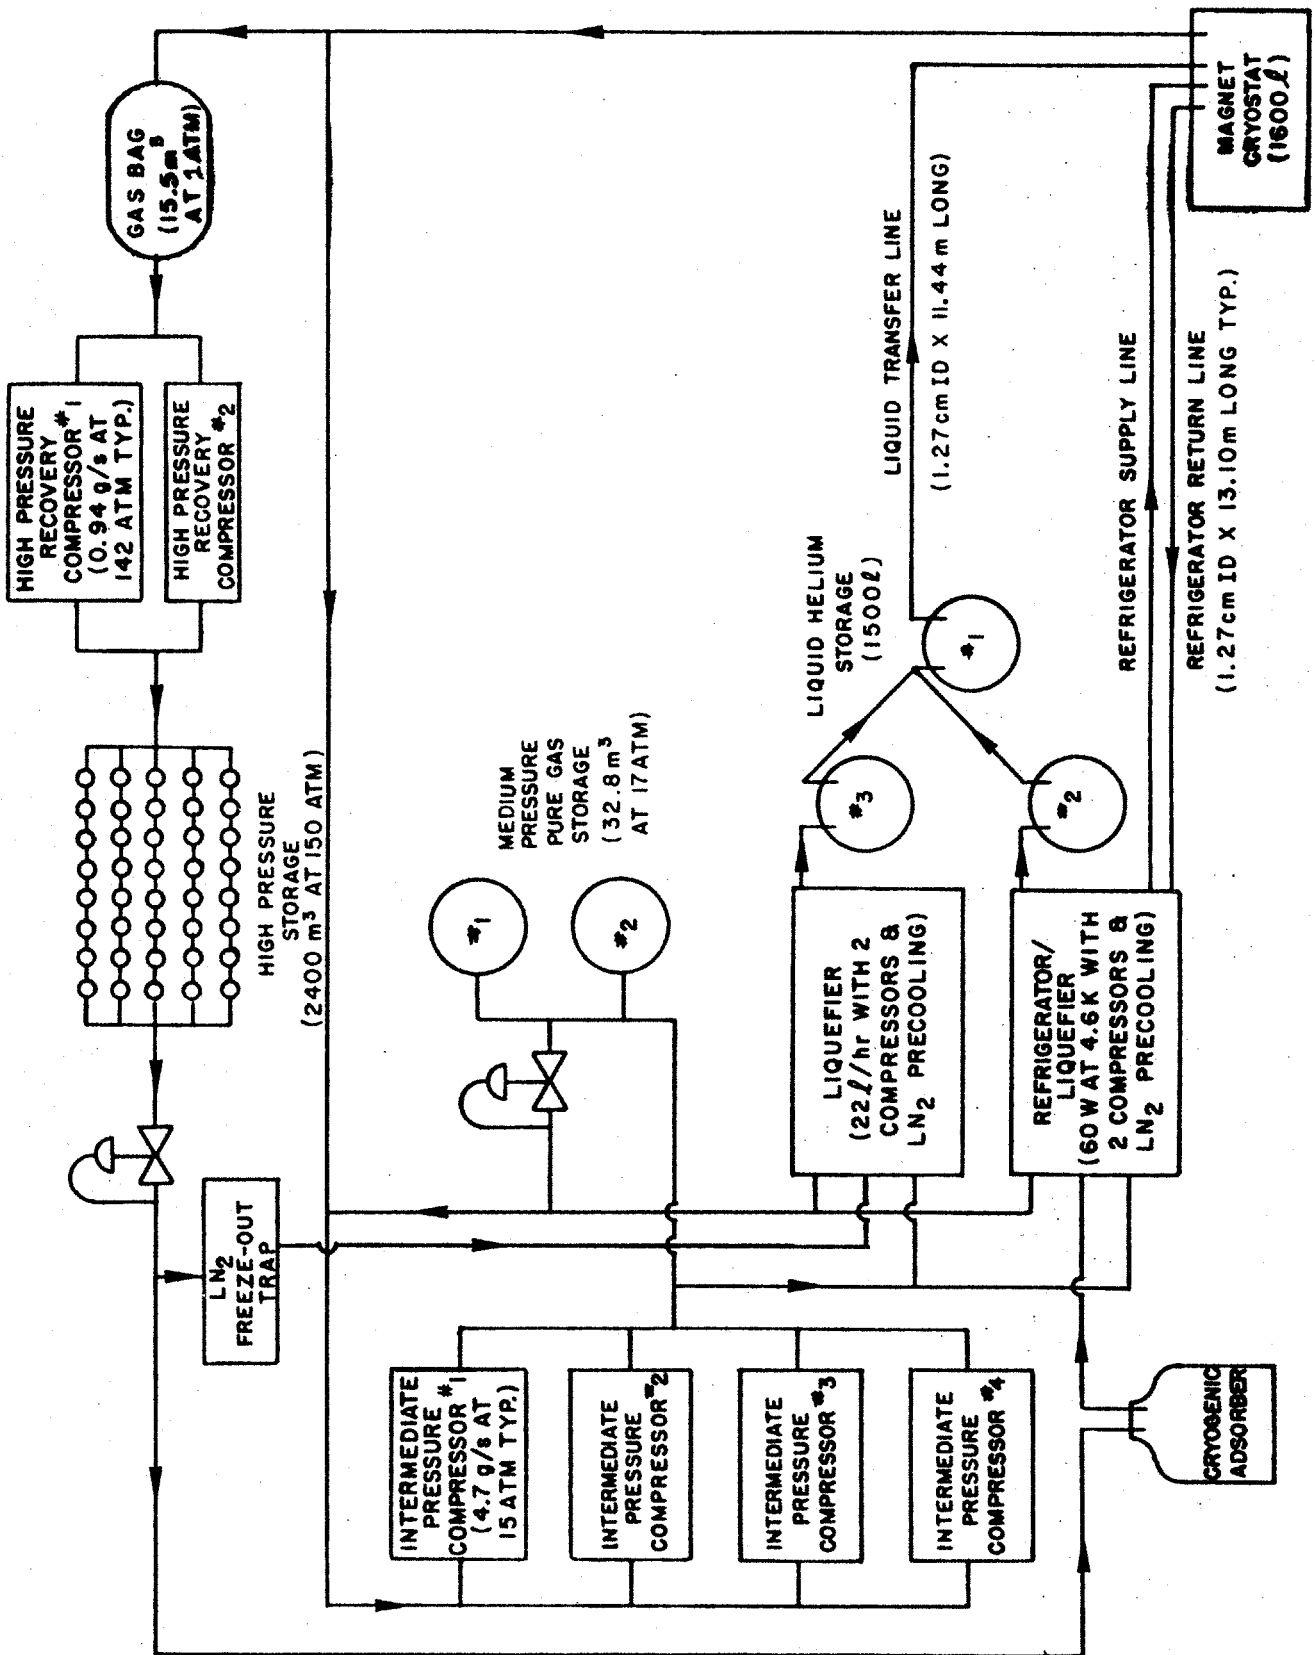 GAS BAG
(15.5m³
AT 1 ATM)
HIGH PRESSURE
RECOVERY
COMPRESSOR #1
(0.94 g/s AT
142 ATM TYP.)
HIGH PRESSURE
RECOVERY
COMPRESSOR #2
HIGH PRESSURE
STORAGE
(2400 m³ AT 150 ATM)
LN₂
FREEZE-OUT
TRAP
MEDIUM
PRESSURE
PURE GAS
STORAGE
(32.8m³
AT 17 ATM)
#1
#2
INTERMEDIATE
PRESSURE
COMPRESSOR #1
(4.7 g/s AT
15 ATM TYP.)
INTERMEDIATE
PRESSURE
COMPRESSOR #2
INTERMEDIATE
PRESSURE
COMPRESSOR #3
INTERMEDIATE
PRESSURE
COMPRESSOR #4
LIQUEFIER
(22ℓ/hr WITH 2
COMPRESSORS &
LN₂ PRECOOLING)
REFRIGERATOR/
LIQUEFIER
(60 W AT 4.6K WITH
2 COMPRESSORS &
LN₂ PRECOOLING)
LIQUID HELIUM
STORAGE
(1500ℓ)
#3
#2
#1
LIQUID TRANSFER LINE
(1.27cm ID X 11.44m LONG)
REFRIGERATOR SUPPLY LINE
REFRIGERATOR RETURN LINE
(1.27cm ID X 13.10m LONG TYP.)
MAGNET
CRYOSTAT
(1600ℓ)
CRYOGENIC
ADSORBER